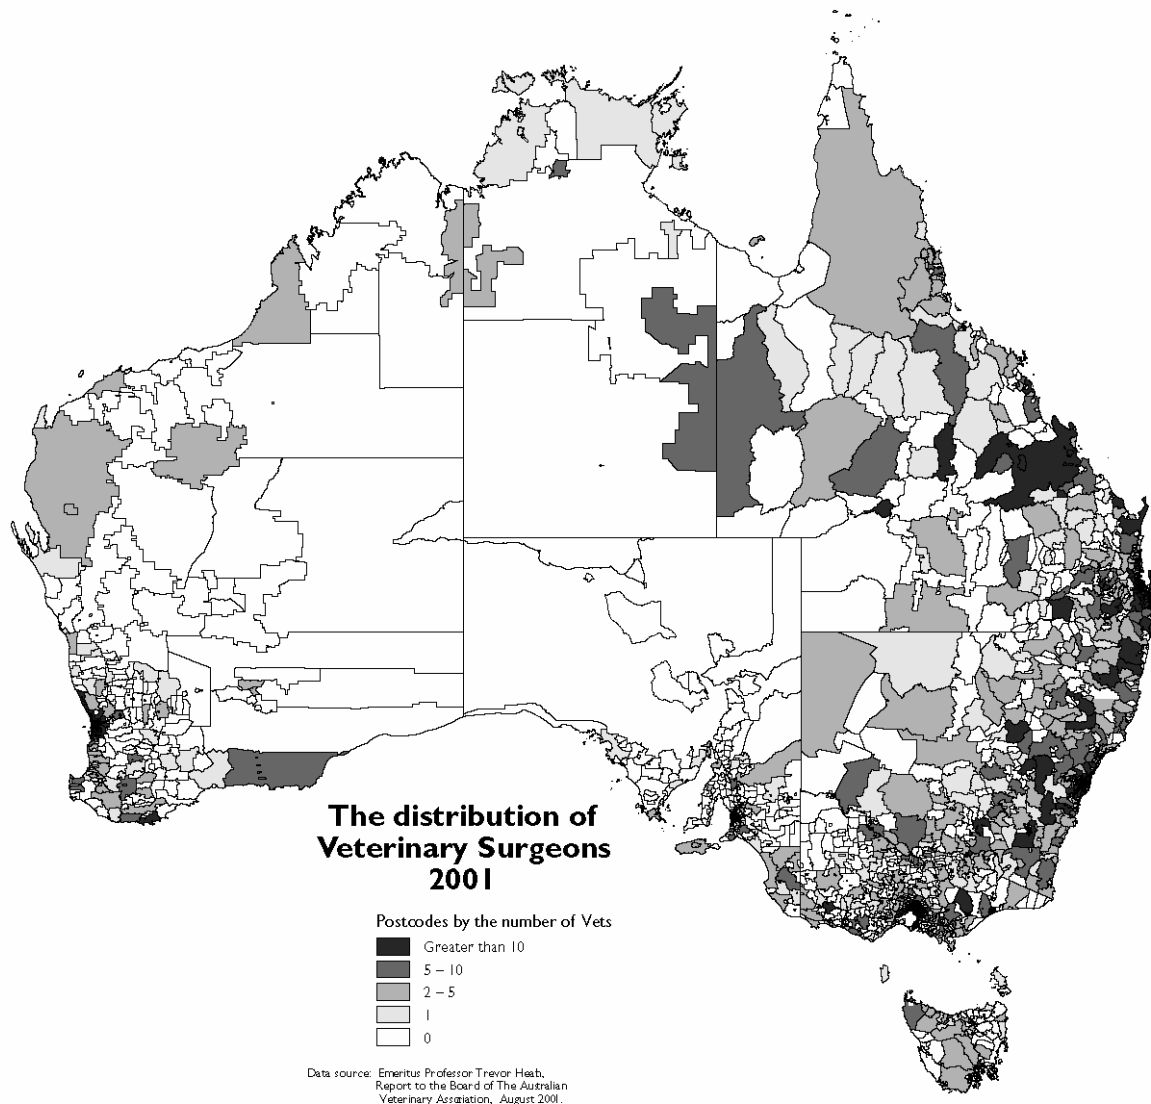 The distribution of
Veterinary Surgeons
2001
Postcodes by the number of Vets
Greater than 10
5 – 10
2 – 5
1
0
Data source: Emeritus Professor Trevor Heath,
Report to the Board of The Australian
Veterinary Association, August 2001.